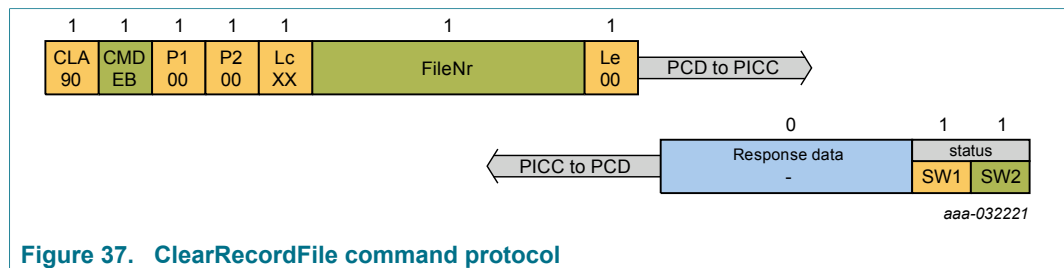 1 1 1 1 1 1 1
CLA CMD P1 P2 Lc FileNr Le
90 EB 00 00 XX 00
PCD to PICC
0 1 1
Response data status
- SW1 SW2
PICC to PCD
aaa-032221
Figure 37. ClearRecordFile command protocol